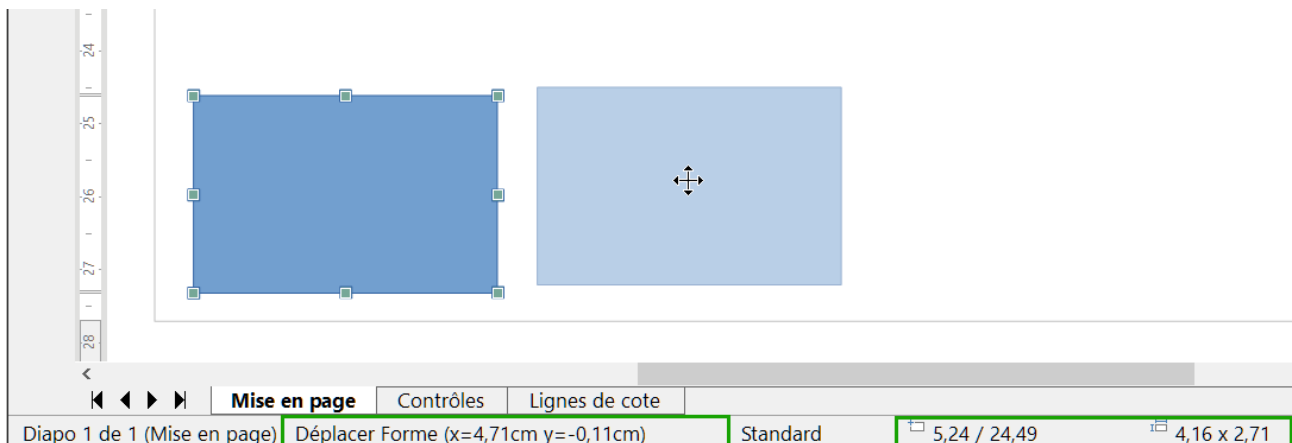 24
25
26
27
28
Mise en page Contrôles Lignes de cote
Diapo 1 de 1 (Mise en page) Déplacer Forme (x=4,71cm y=-0,11cm) Standard 5,24 / 24,49 4,16 x 2,71